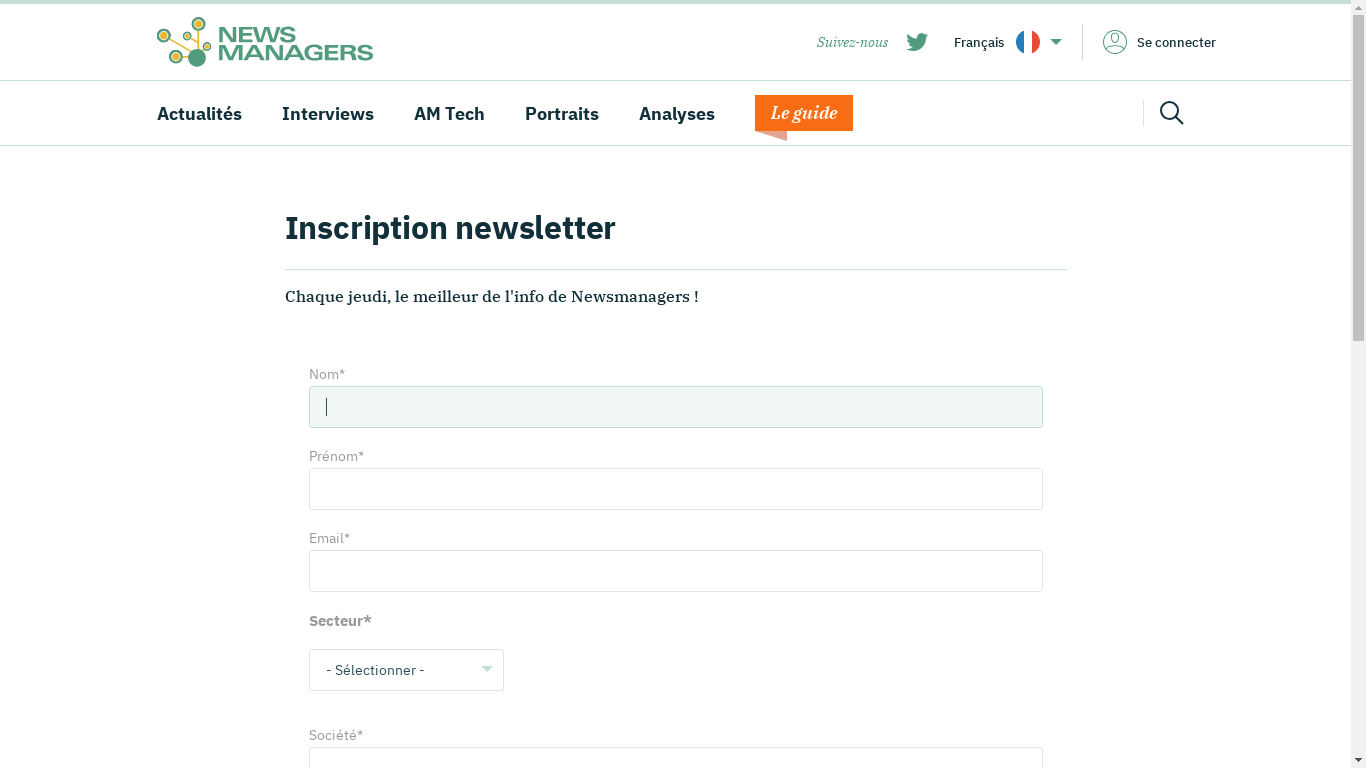 NEWS
MANAGERS
Suivez-nous
Français
Se connecter
Actualités
Interviews
AM Tech
Portraits
Analyses
Le guide
Inscription newsletter
Chaque jeudi, le meilleur de l'info de Newsmanagers !
Nom*
Prénom*
Email*
Secteur*
- Sélectionner -
Société*